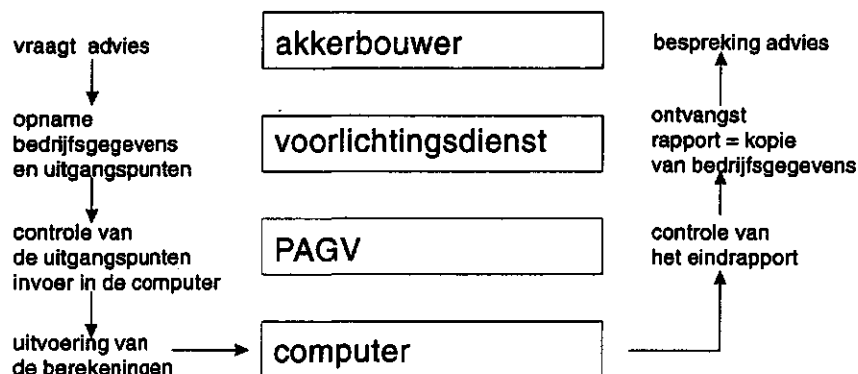 vraagt advies
akkerbouwer
bespreking advies
opname
bedrijfsgegevens
en uitgangspunten
voorlichtingsdienst
ontvangst
rapport = kopie
van bedrijfsgegevens
controle van
de uitgangspunten
invoer in de computer
PAGV
controle van
het eindrapport
uitvoering van
de berekeningen
computer